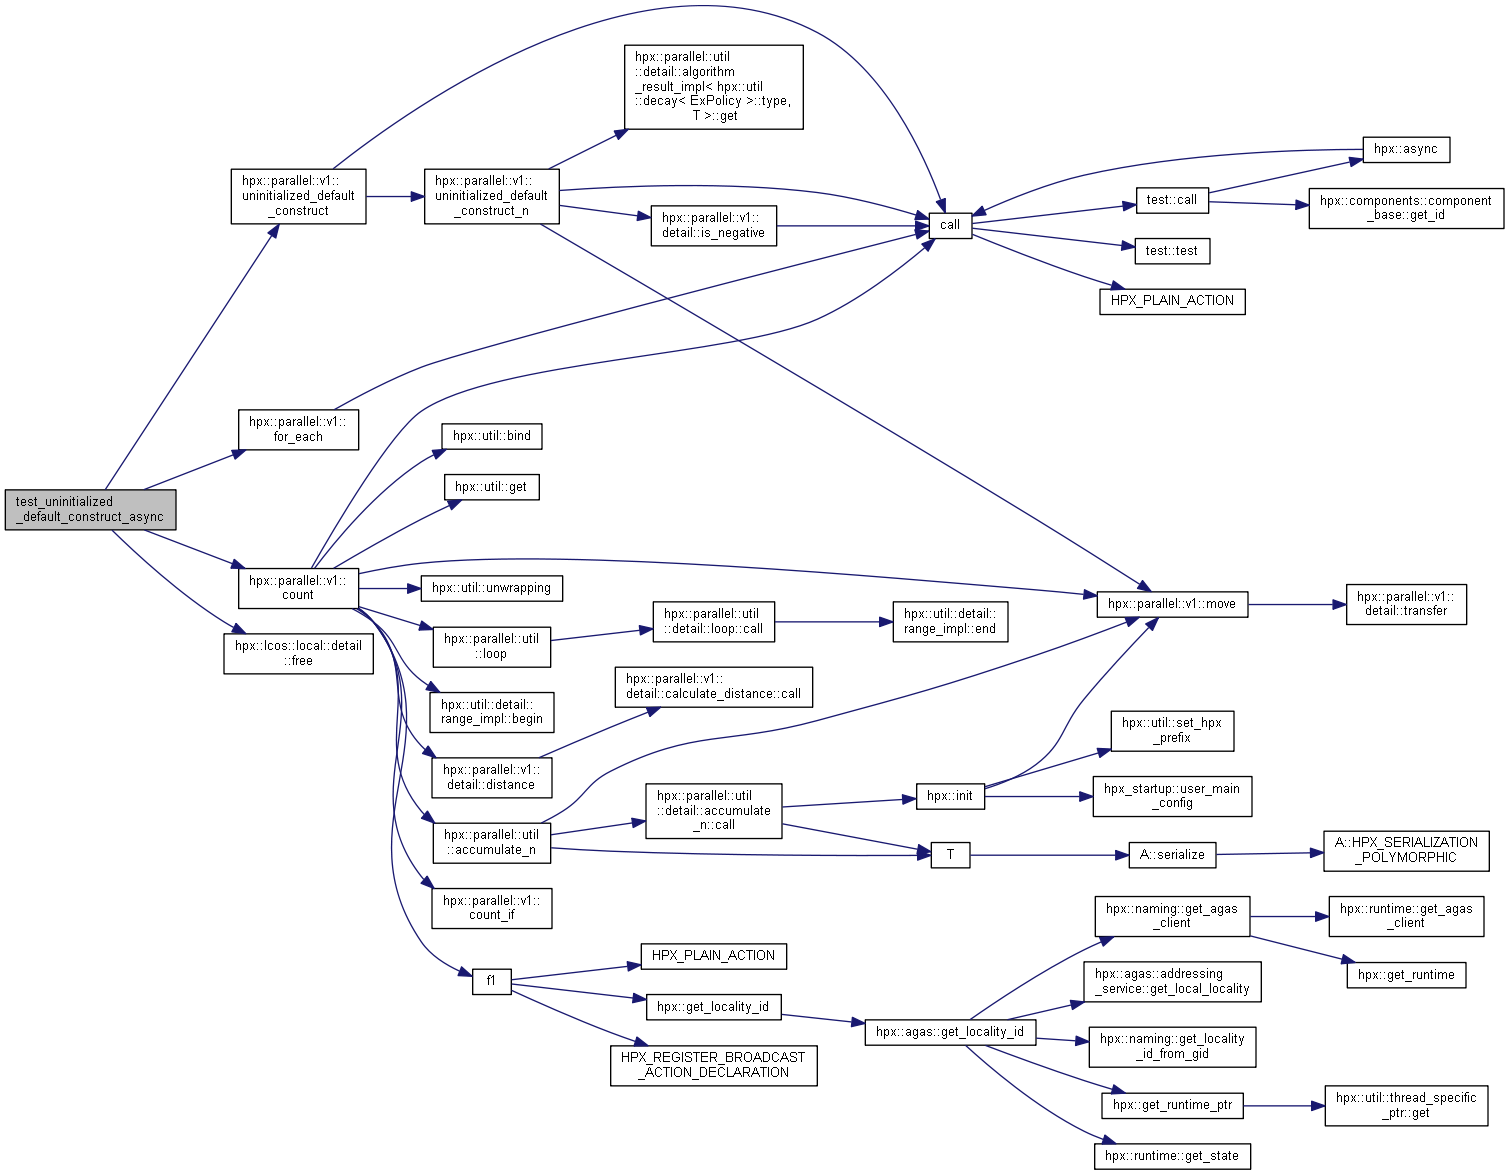 hpx::parallel::util
::detail::algorithm
_result_impl< hpx::util
::decay< ExPolicy >::type,
T >::get
hpx::parallel::v1::
uninitialized_default
_construct
hpx::parallel::v1::
uninitialized_default
_construct_n
hpx::parallel::v1::
detail::is_negative
call
hpx::async
test::call
hpx::components::component
_base::get_id
test::test
HPX_PLAIN_ACTION
hpx::parallel::v1::
for_each
hpx::util::bind
hpx::util::get
test_uninitialized
_default_construct_async
hpx::parallel::v1::
count
hpx::util::unwrapping
hpx::parallel::v1::move
hpx::parallel::v1::
detail::transfer
hpx::lcos::local::detail
::free
hpx::parallel::util
::loop
hpx::parallel::util
::detail::loop::call
hpx::util::detail::
range_impl::end
hpx::util::detail::
range_impl::begin
hpx::parallel::v1::
detail::calculate_distance::call
hpx::parallel::v1::
detail::distance
hpx::util::set_hpx
_prefix
hpx::parallel::util
::detail::accumulate
_n::call
hpx::init
hpx_startup::user_main
_config
hpx::parallel::util
::accumulate_n
T
A::serialize
A::HPX_SERIALIZATION
_POLYMORPHIC
hpx::parallel::v1::
count_if
hpx::naming::get_agas
_client
hpx::runtime::get_agas
_client
f1
HPX_PLAIN_ACTION
hpx::get_runtime
hpx::agas::addressing
_service::get_local_locality
hpx::get_locality_id
hpx::agas::get_locality_id
hpx::naming::get_locality
_id_from_gid
HPX_REGISTER_BROADCAST
_ACTION_DECLARATION
hpx::get_runtime_ptr
hpx::util::thread_specific
_ptr::get
hpx::runtime::get_state